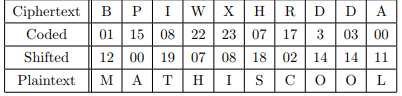 Ciphertext B P I W X H R D D A
Coded 01 15 08 22 23 07 17 3 03 00
Shifted 12 00 19 07 08 18 02 14 14 11
Plaintext M A T H I S C O O L